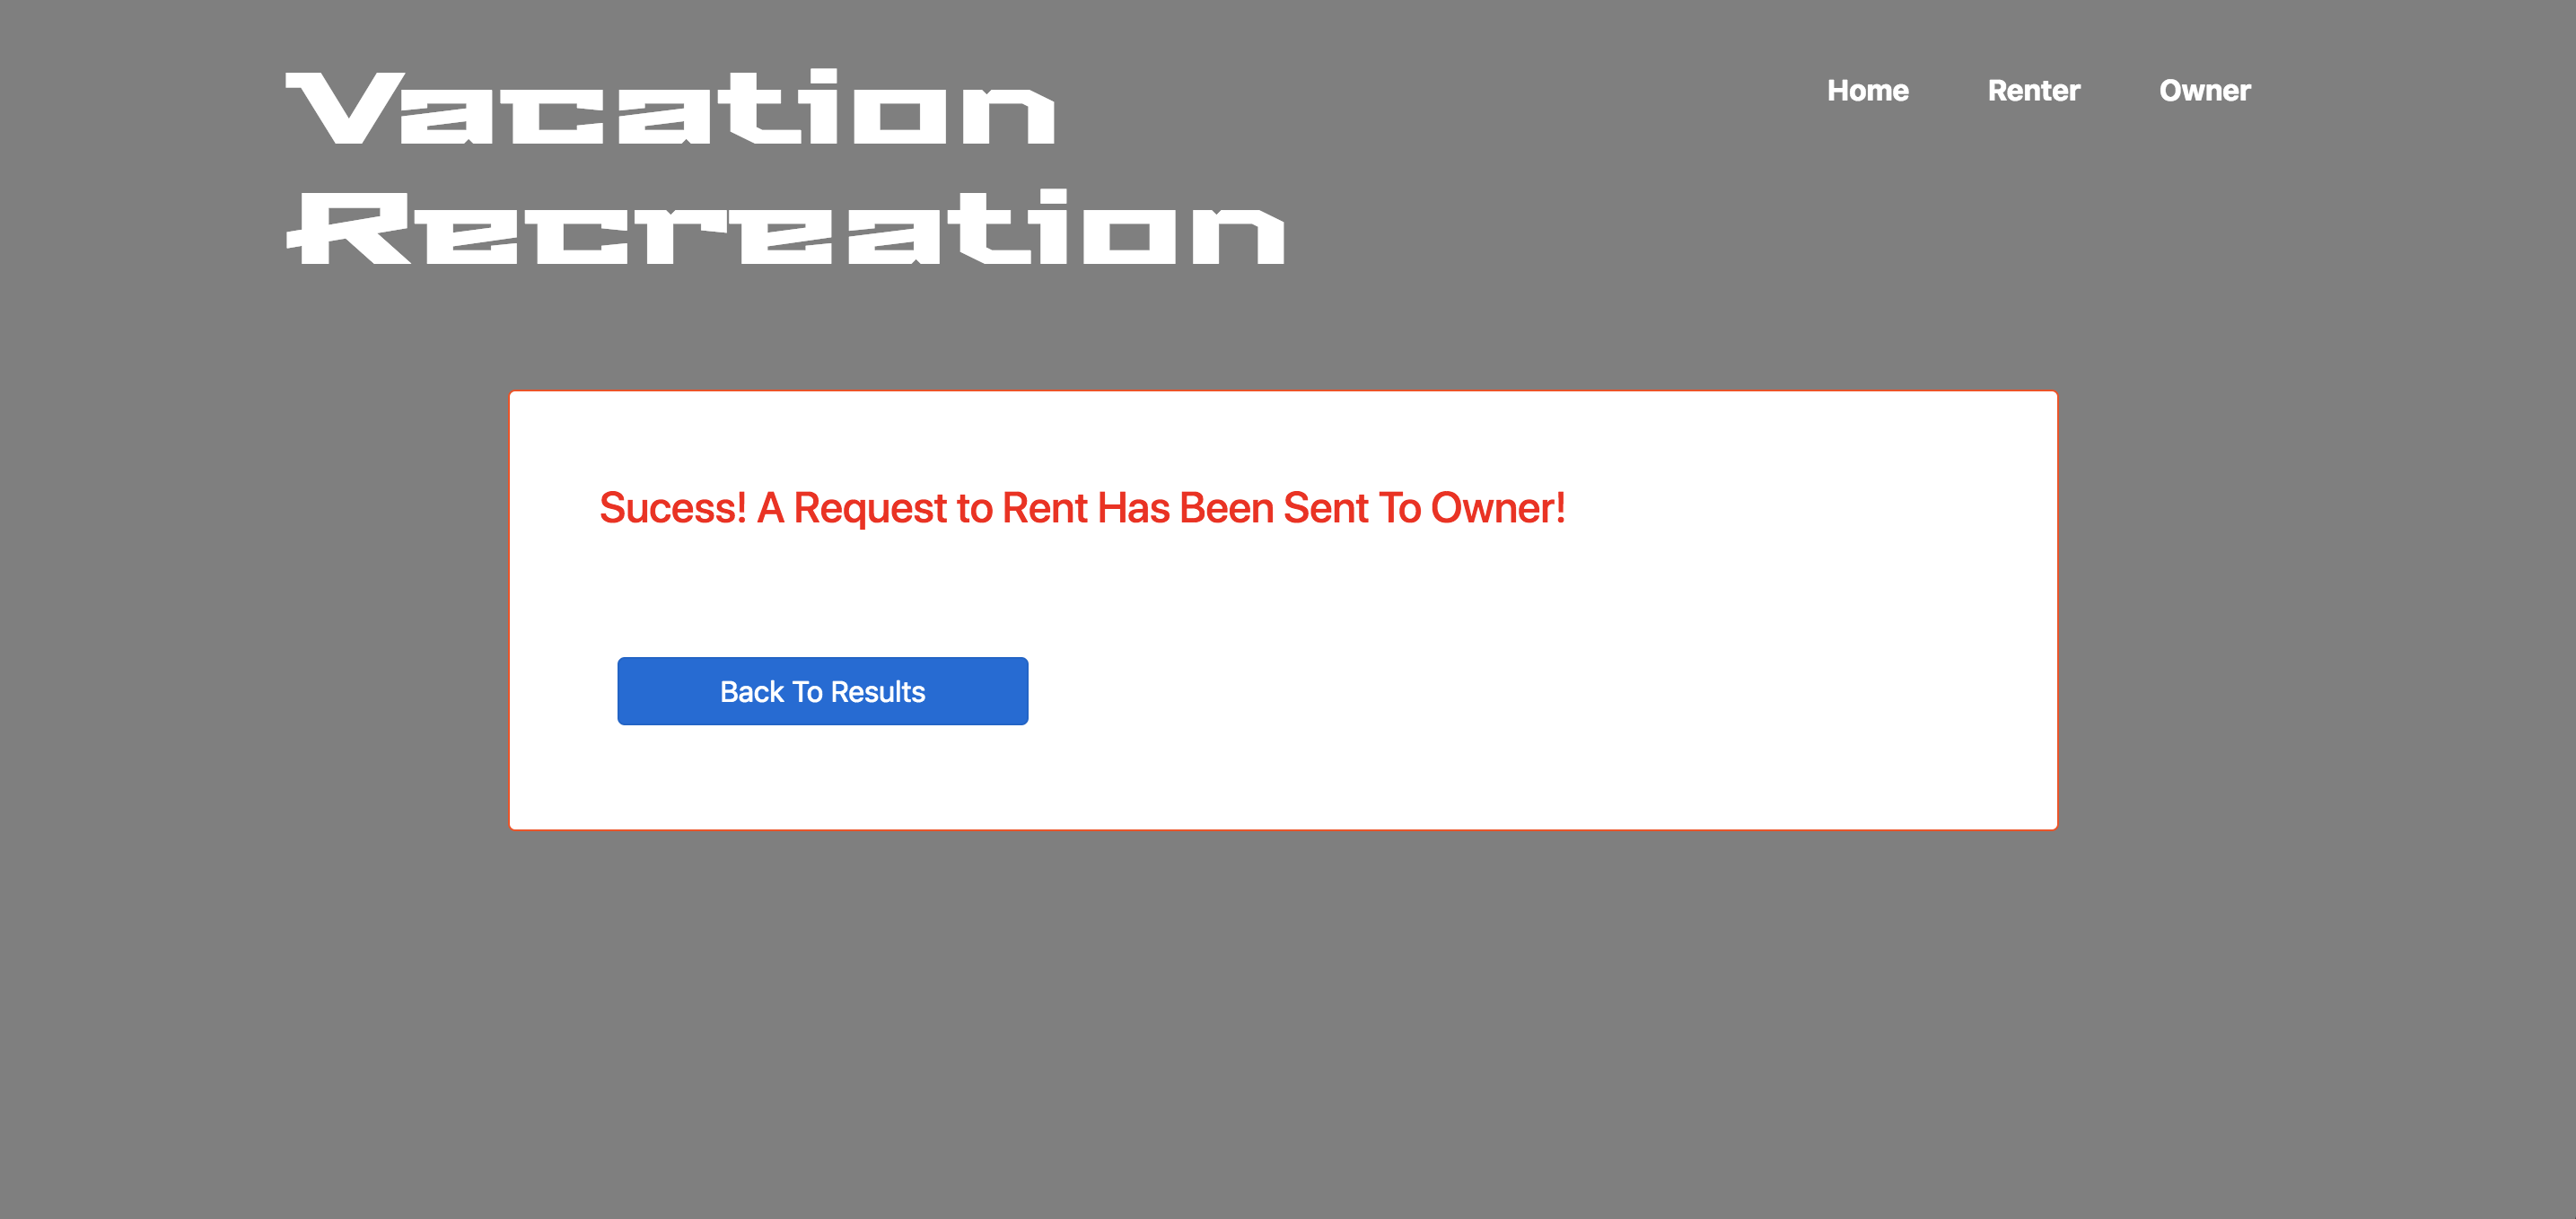 Vacation
Recreation
Home Renter Owner
Sucess! A Request to Rent Has Been Sent To Owner!
Back To Results